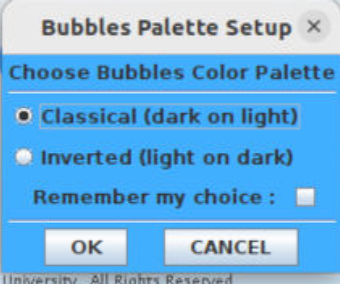 Bubbles Palette Setup ×
Choose Bubbles Color Palette
Classical (dark on light)
Inverted (light on dark)
Remember my choice :
OK CANCEL
University. All Rights Reserved